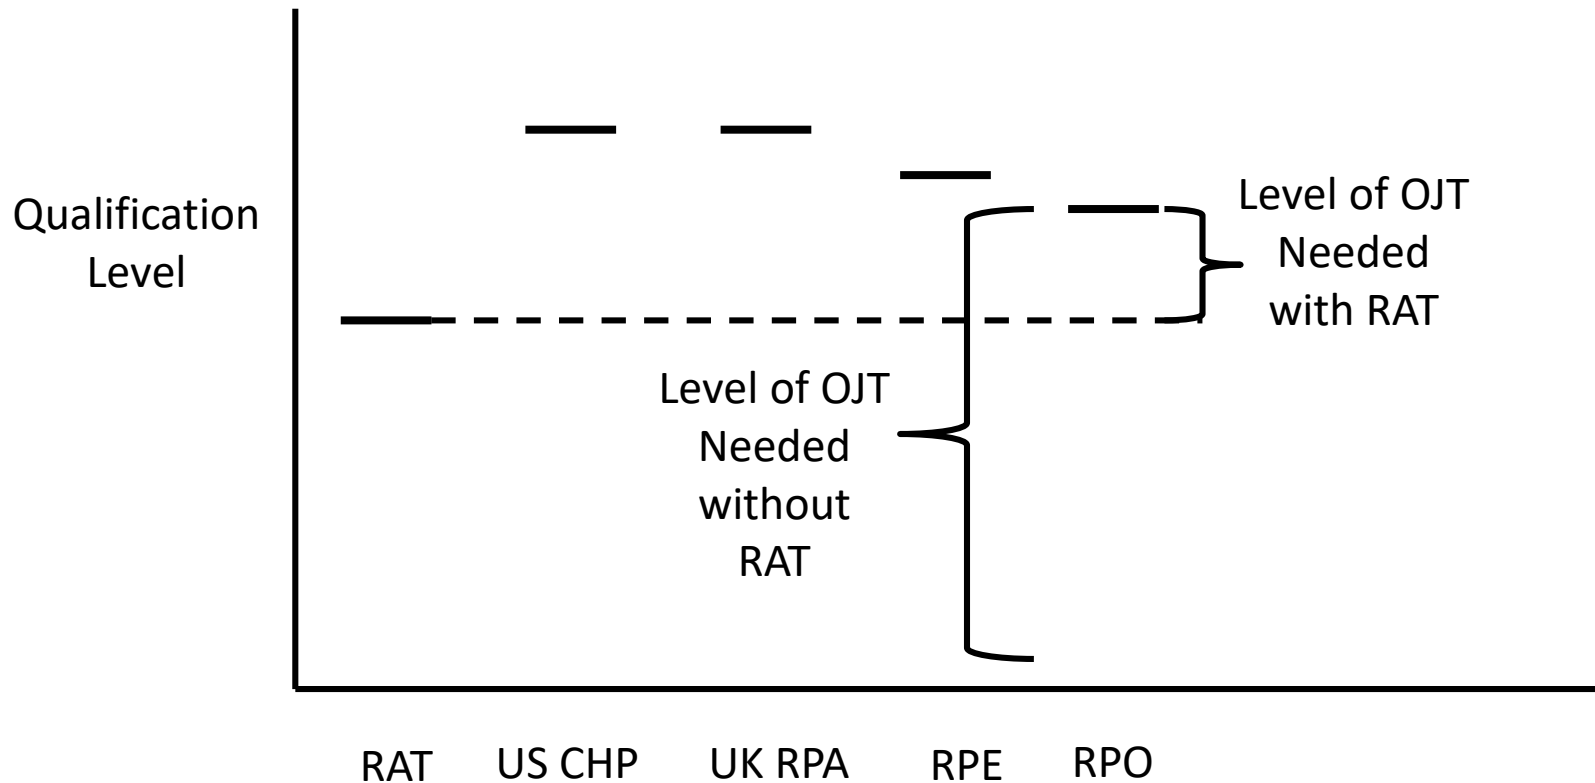 Qualification
Level
Level of OJT
Needed
with RAT
Level of OJT
Needed
without
RAT
RAT
US CHP
UK RPA
RPE
RPO